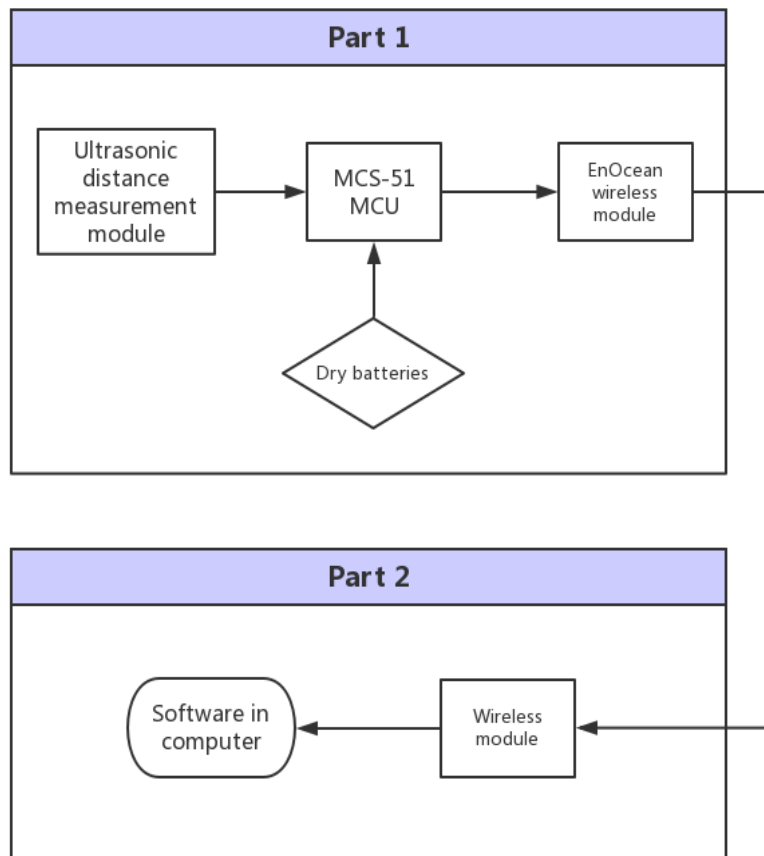 Part 1
Ultrasonic
distance
measurement
module
MCS-51
MCU
EnOcean
wireless
module
Dry batteries
Part 2
Software in
computer
Wireless
module